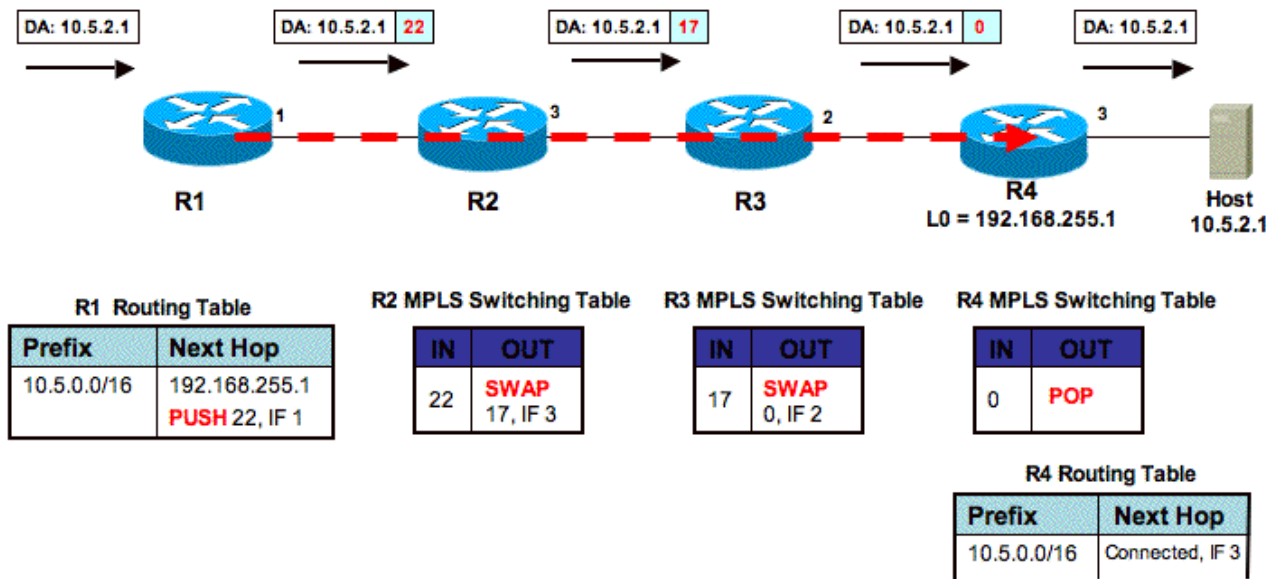 DA: 10.5.2.1
DA: 10.5.2.1 22
DA: 10.5.2.1 17
DA: 10.5.2.1 0
DA: 10.5.2.1
1
3
2
3
R1
R2
R3
R4
L0 = 192.168.255.1
Host
10.5.2.1
R1 Routing Table
Prefix Next Hop
10.5.0.0/16 192.168.255.1
PUSH 22, IF 1
R2 MPLS Switching Table
IN OUT
22 SWAP
17, IF 3
R3 MPLS Switching Table
IN OUT
17 SWAP
0, IF 2
R4 MPLS Switching Table
IN OUT
0 POP
R4 Routing Table
Prefix Next Hop
10.5.0.0/16 Connected, IF 3